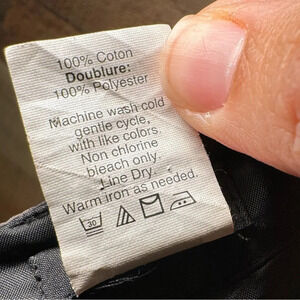 100% Coton
Doublure:
100% Polyester
Machine wash cold
gentle cycle,
with like colors.
Non chlorine
bleach only.
Line Dry.
Warm iron as needed.
30